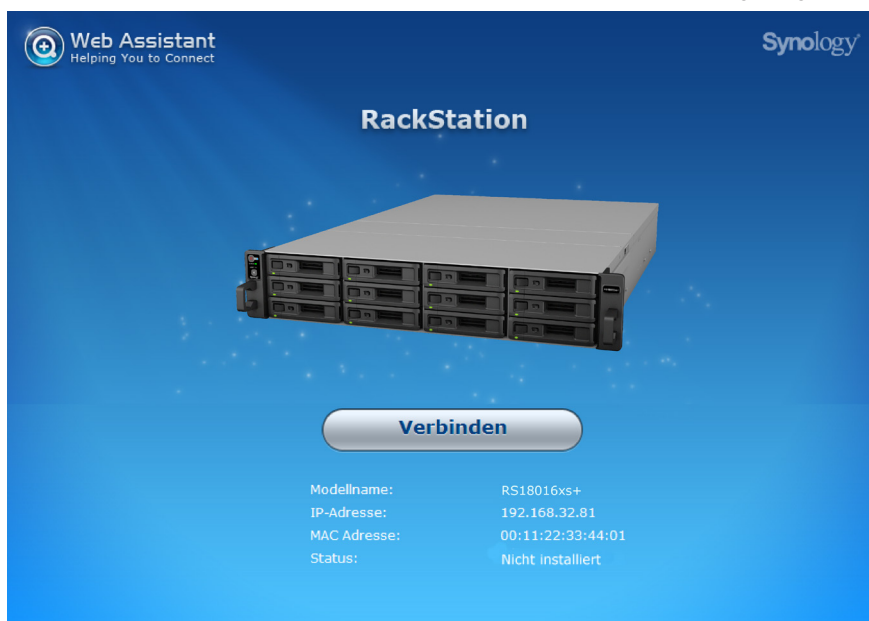 Web Assistant
Helping You to Connect
Synology
RackStation
Verbinden
Modellname: RS18016xs+
IP-Adresse: 192.168.32.81
MAC Adresse: 00:11:22:33:44:01
Status: Nicht installiert